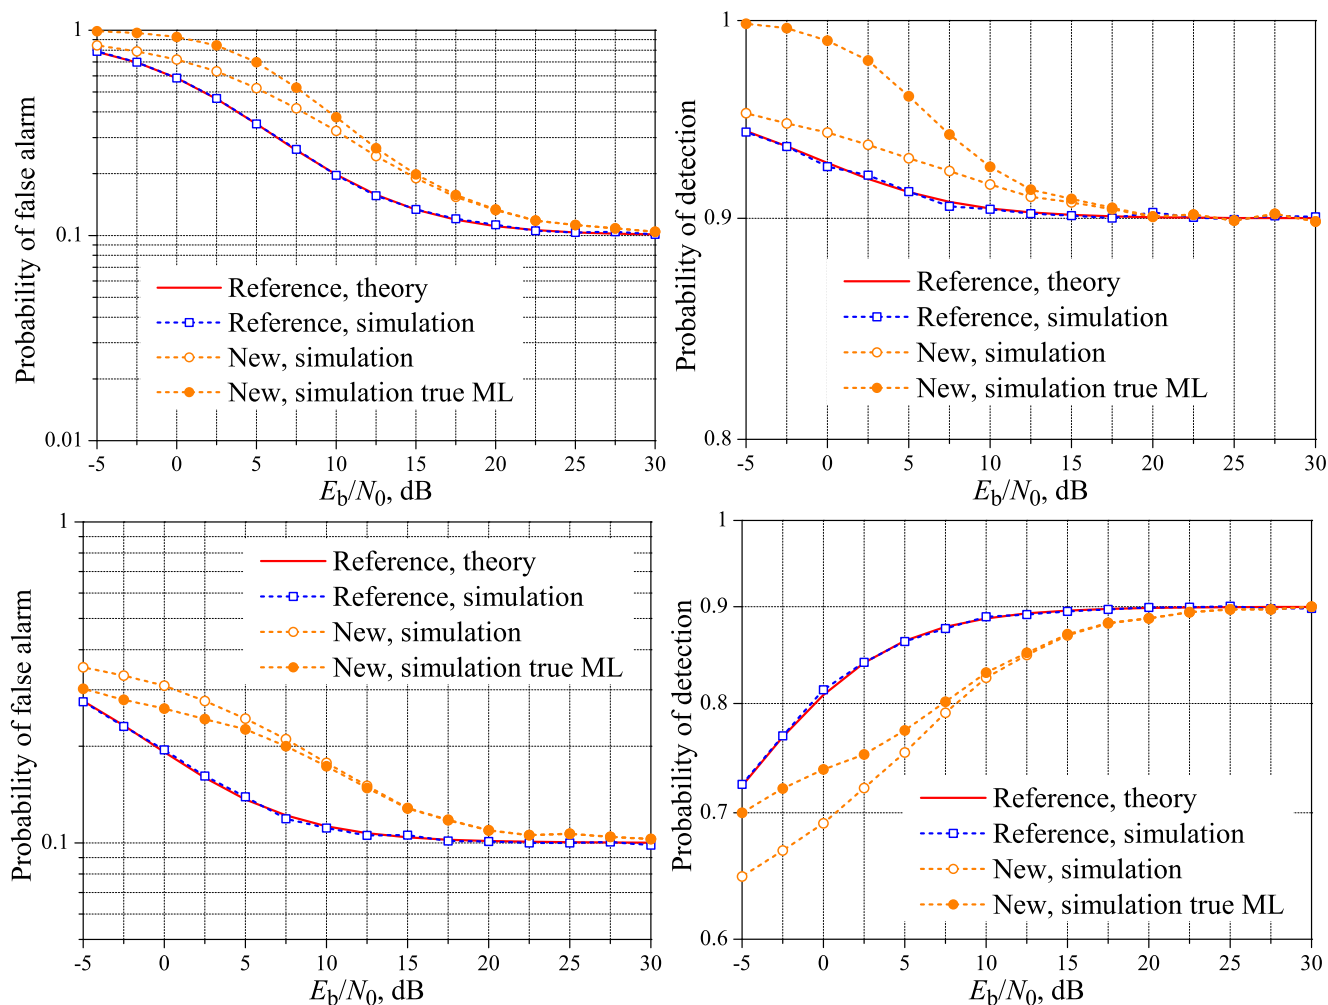 1
0.1
0.01
Probability of false alarm
Reference, theory
Reference, simulation
New, simulation
New, simulation true ML
-5 0 5 10 15 20 25 30
Eb/N0, dB
1
0.9
0.8
Probability of detection
Reference, theory
Reference, simulation
New, simulation
New, simulation true ML
-5 0 5 10 15 20 25 30
Eb/N0, dB
1
0.1
Probability of false alarm
Reference, theory
Reference, simulation
New, simulation
New, simulation true ML
-5 0 5 10 15 20 25 30
Eb/N0, dB
1
0.9
0.8
0.7
0.6
Probability of detection
Reference, theory
Reference, simulation
New, simulation
New, simulation true ML
-5 0 5 10 15 20 25 30
Eb/N0, dB